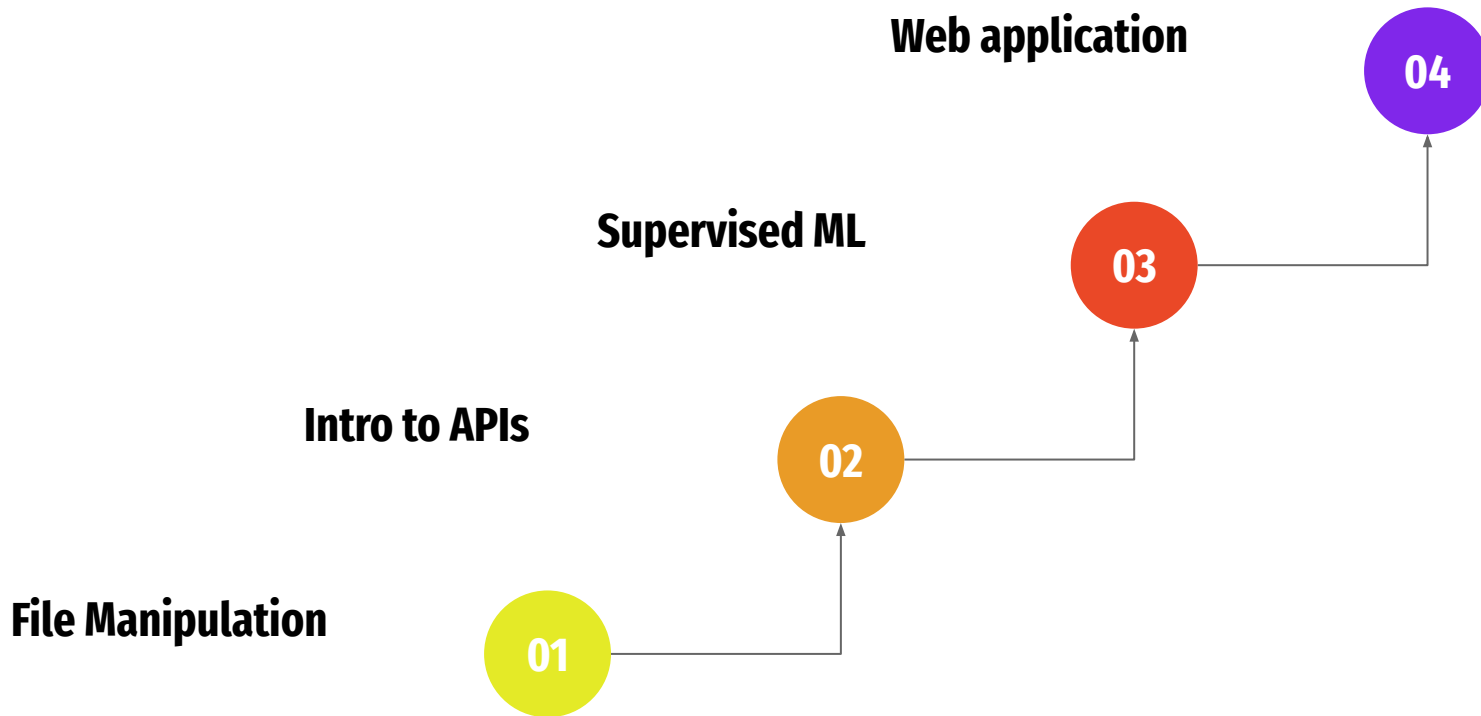 Web application
04
Supervised ML
03
Intro to APIs
02
File Manipulation
01